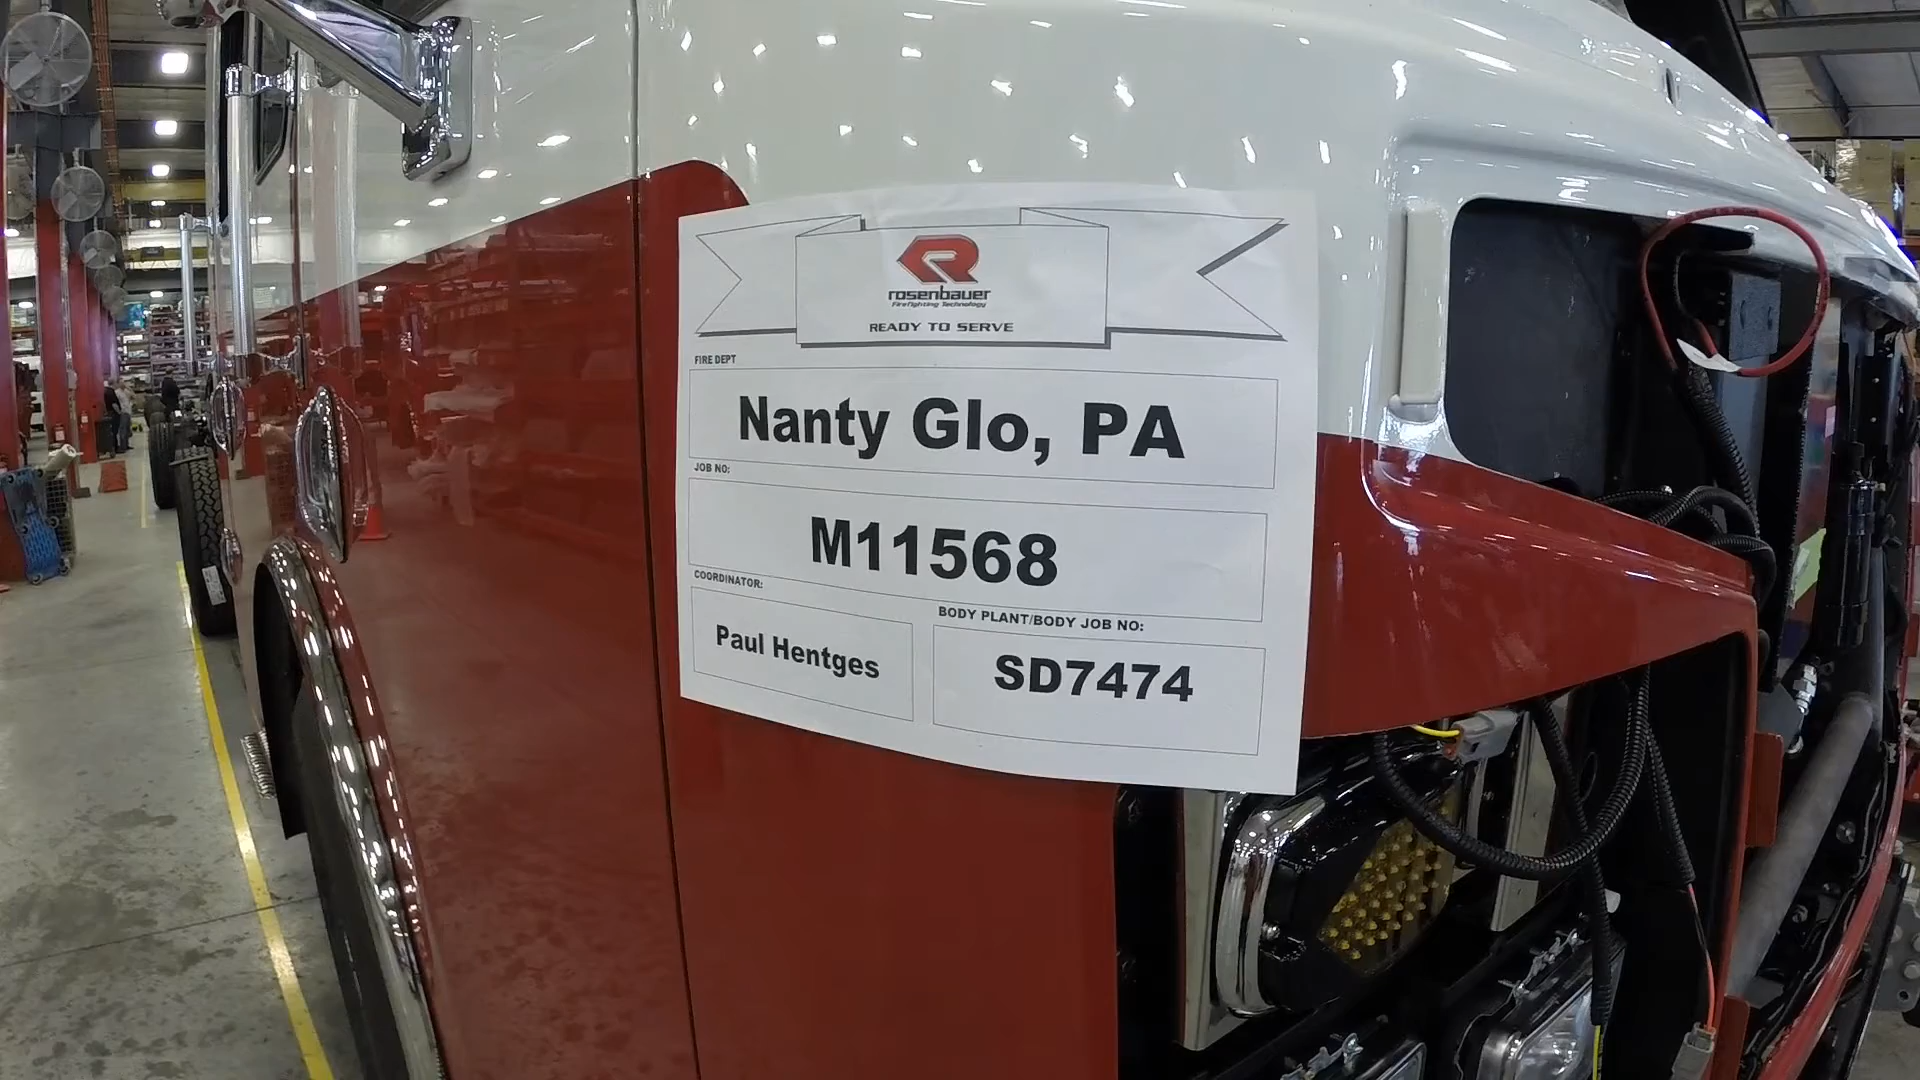 rosenbauer
Firefighting Technology
READY TO SERVE
FIRE DEPT
Nanty Glo, PA
JOB NO:
M11568
COORDINATOR:
Paul Hentges
BODY PLANT/BODY JOB NO:
SD7474